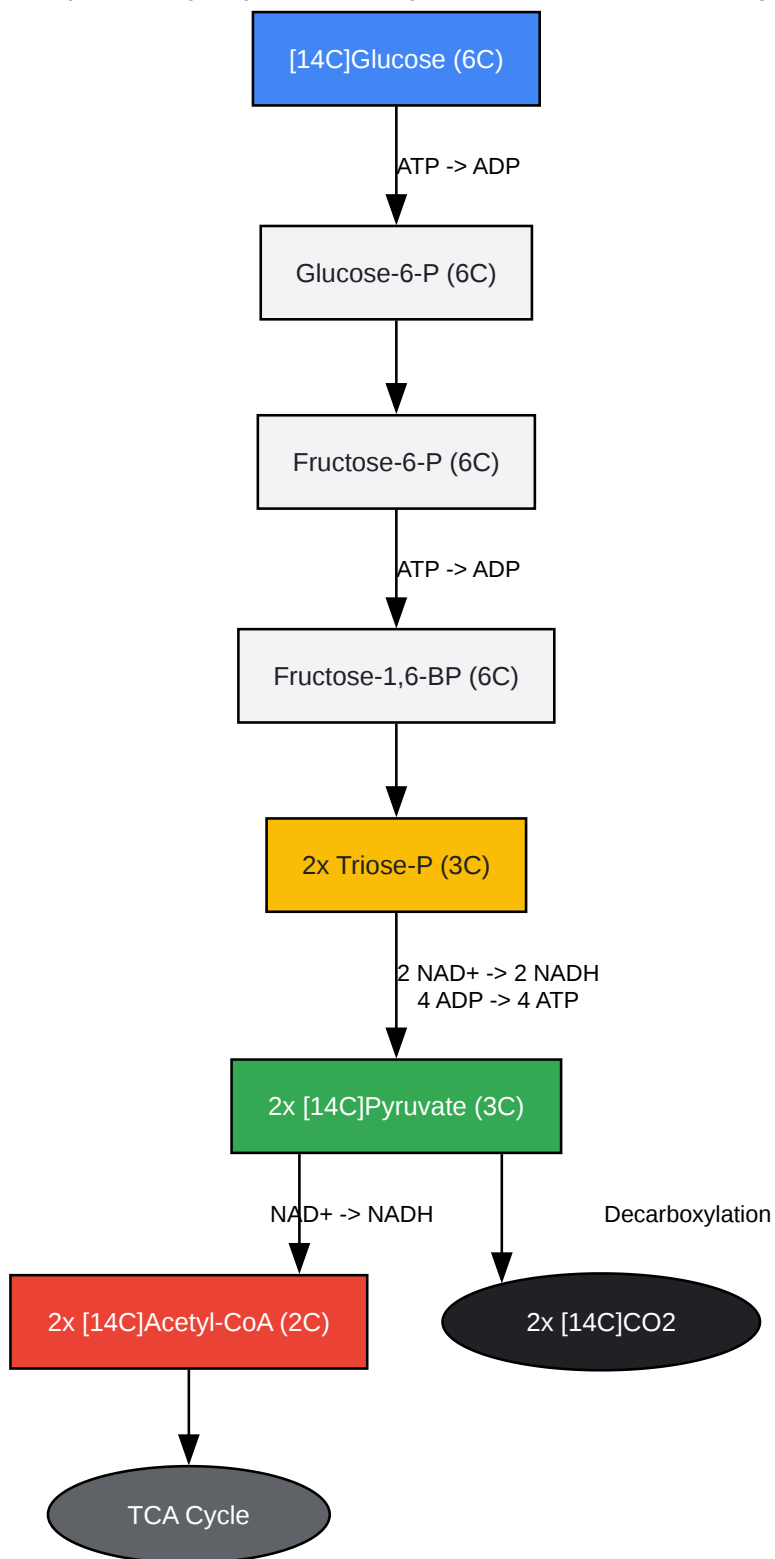 [14C]Glucose (6C)
ATP -> ADP
Glucose-6-P (6C)
Fructose-6-P (6C)
ATP -> ADP
Fructose-1,6-BP (6C)
2x Triose-P (3C)
2 NAD+ -> 2 NADH
4 ADP -> 4 ATP
2x [14C]Pyruvate (3C)
NAD+ -> NADH
Decarboxylation
2x [14C]Acetyl-CoA (2C)
2x [14C]CO2
TCA Cycle